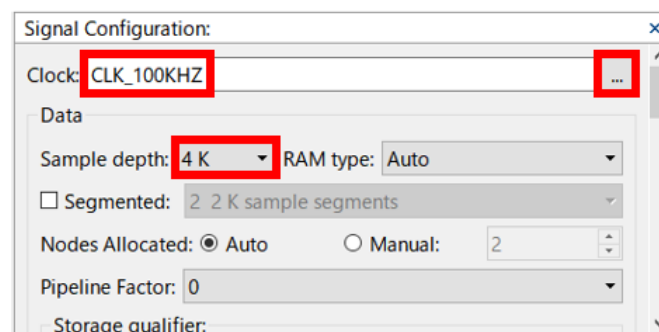 Signal Configuration:
Clock: CLK_100KHZ ...
Data
Sample depth: 4 K RAM type: Auto
Segmented: 2 2 K sample segments
Nodes Allocated: Auto Manual: 2
Pipeline Factor: 0
Storage qualifier: